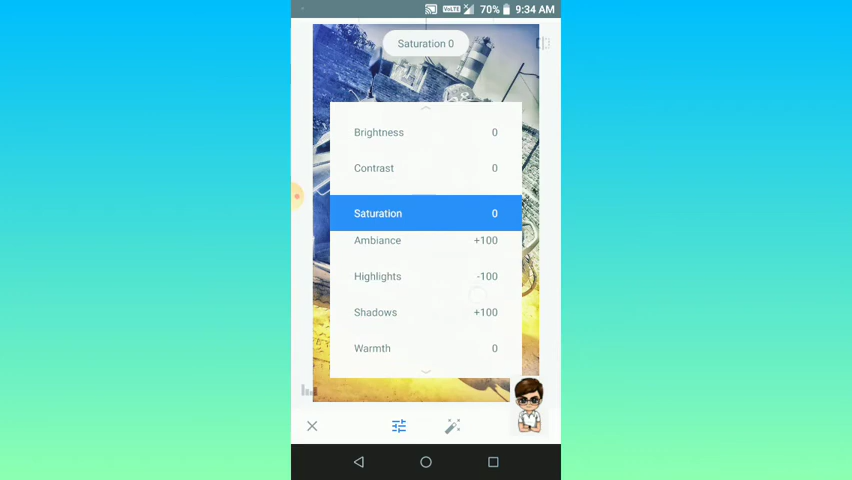 VoLTE 70% 9:34 AM
Saturation 0
Brightness 0
Contrast 0
Saturation 0
Ambiance +100
Highlights -100
Shadows +100
Warmth 0